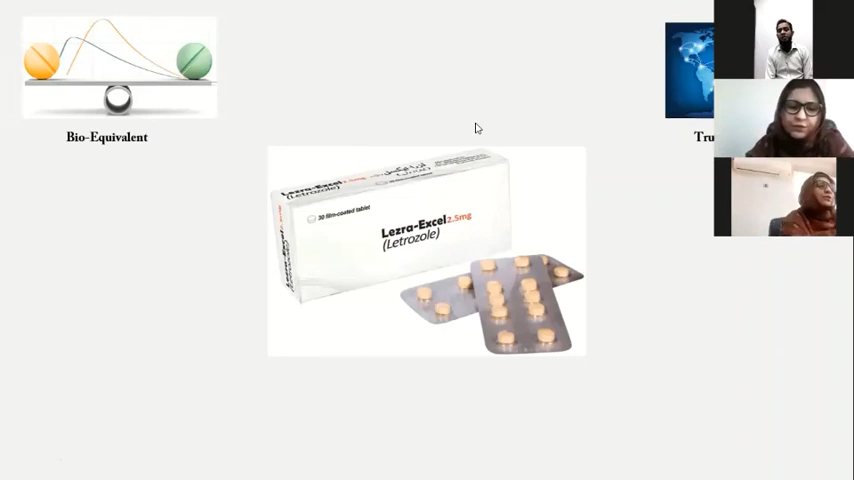 Bio-Equivalent
Tru
Lezra-Excel 2.5mg
(Letrozole)
30 film-coated tablet
Lezra-Excel 2.5mg
(Letrozole)